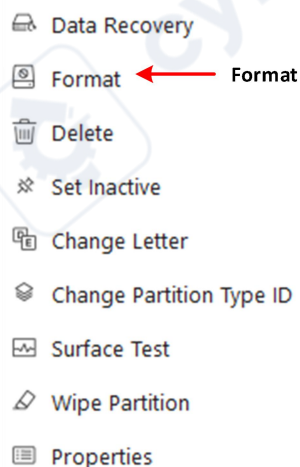 Data Recovery
Format Format
Delete
Set Inactive
Change Letter
Change Partition Type ID
Surface Test
Wipe Partition
Properties